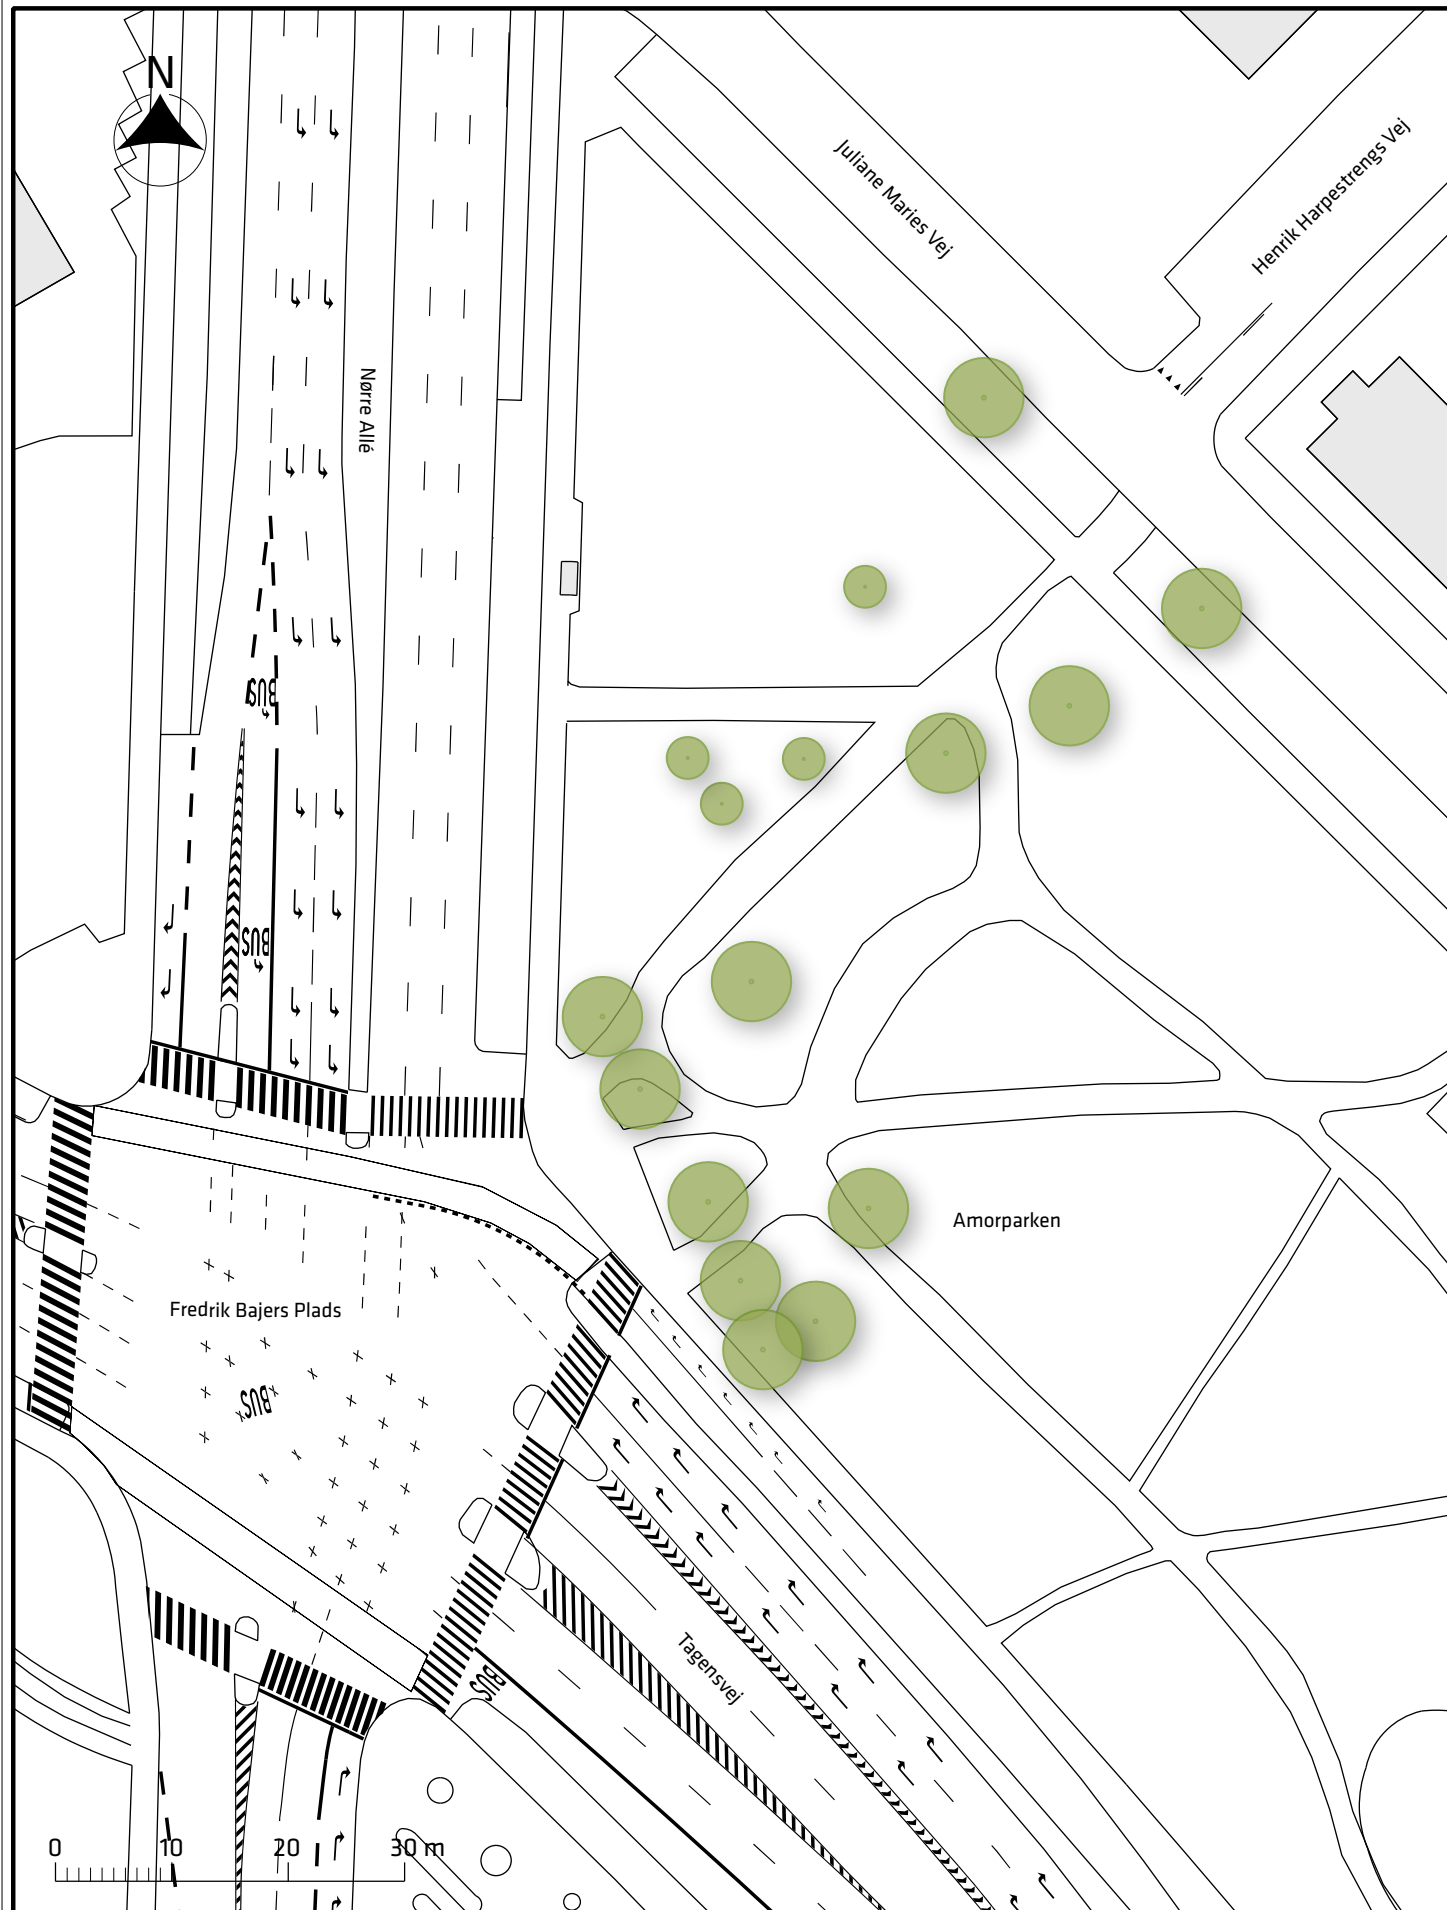 N
Juliane Maries Vej
Henrik Harpestrengs Vej
Nørre Allé
BUS
BUS
Amorparken
Fredrik Bajers Plads
BUS
Tagensvej
BUS
0 10 20 30 m